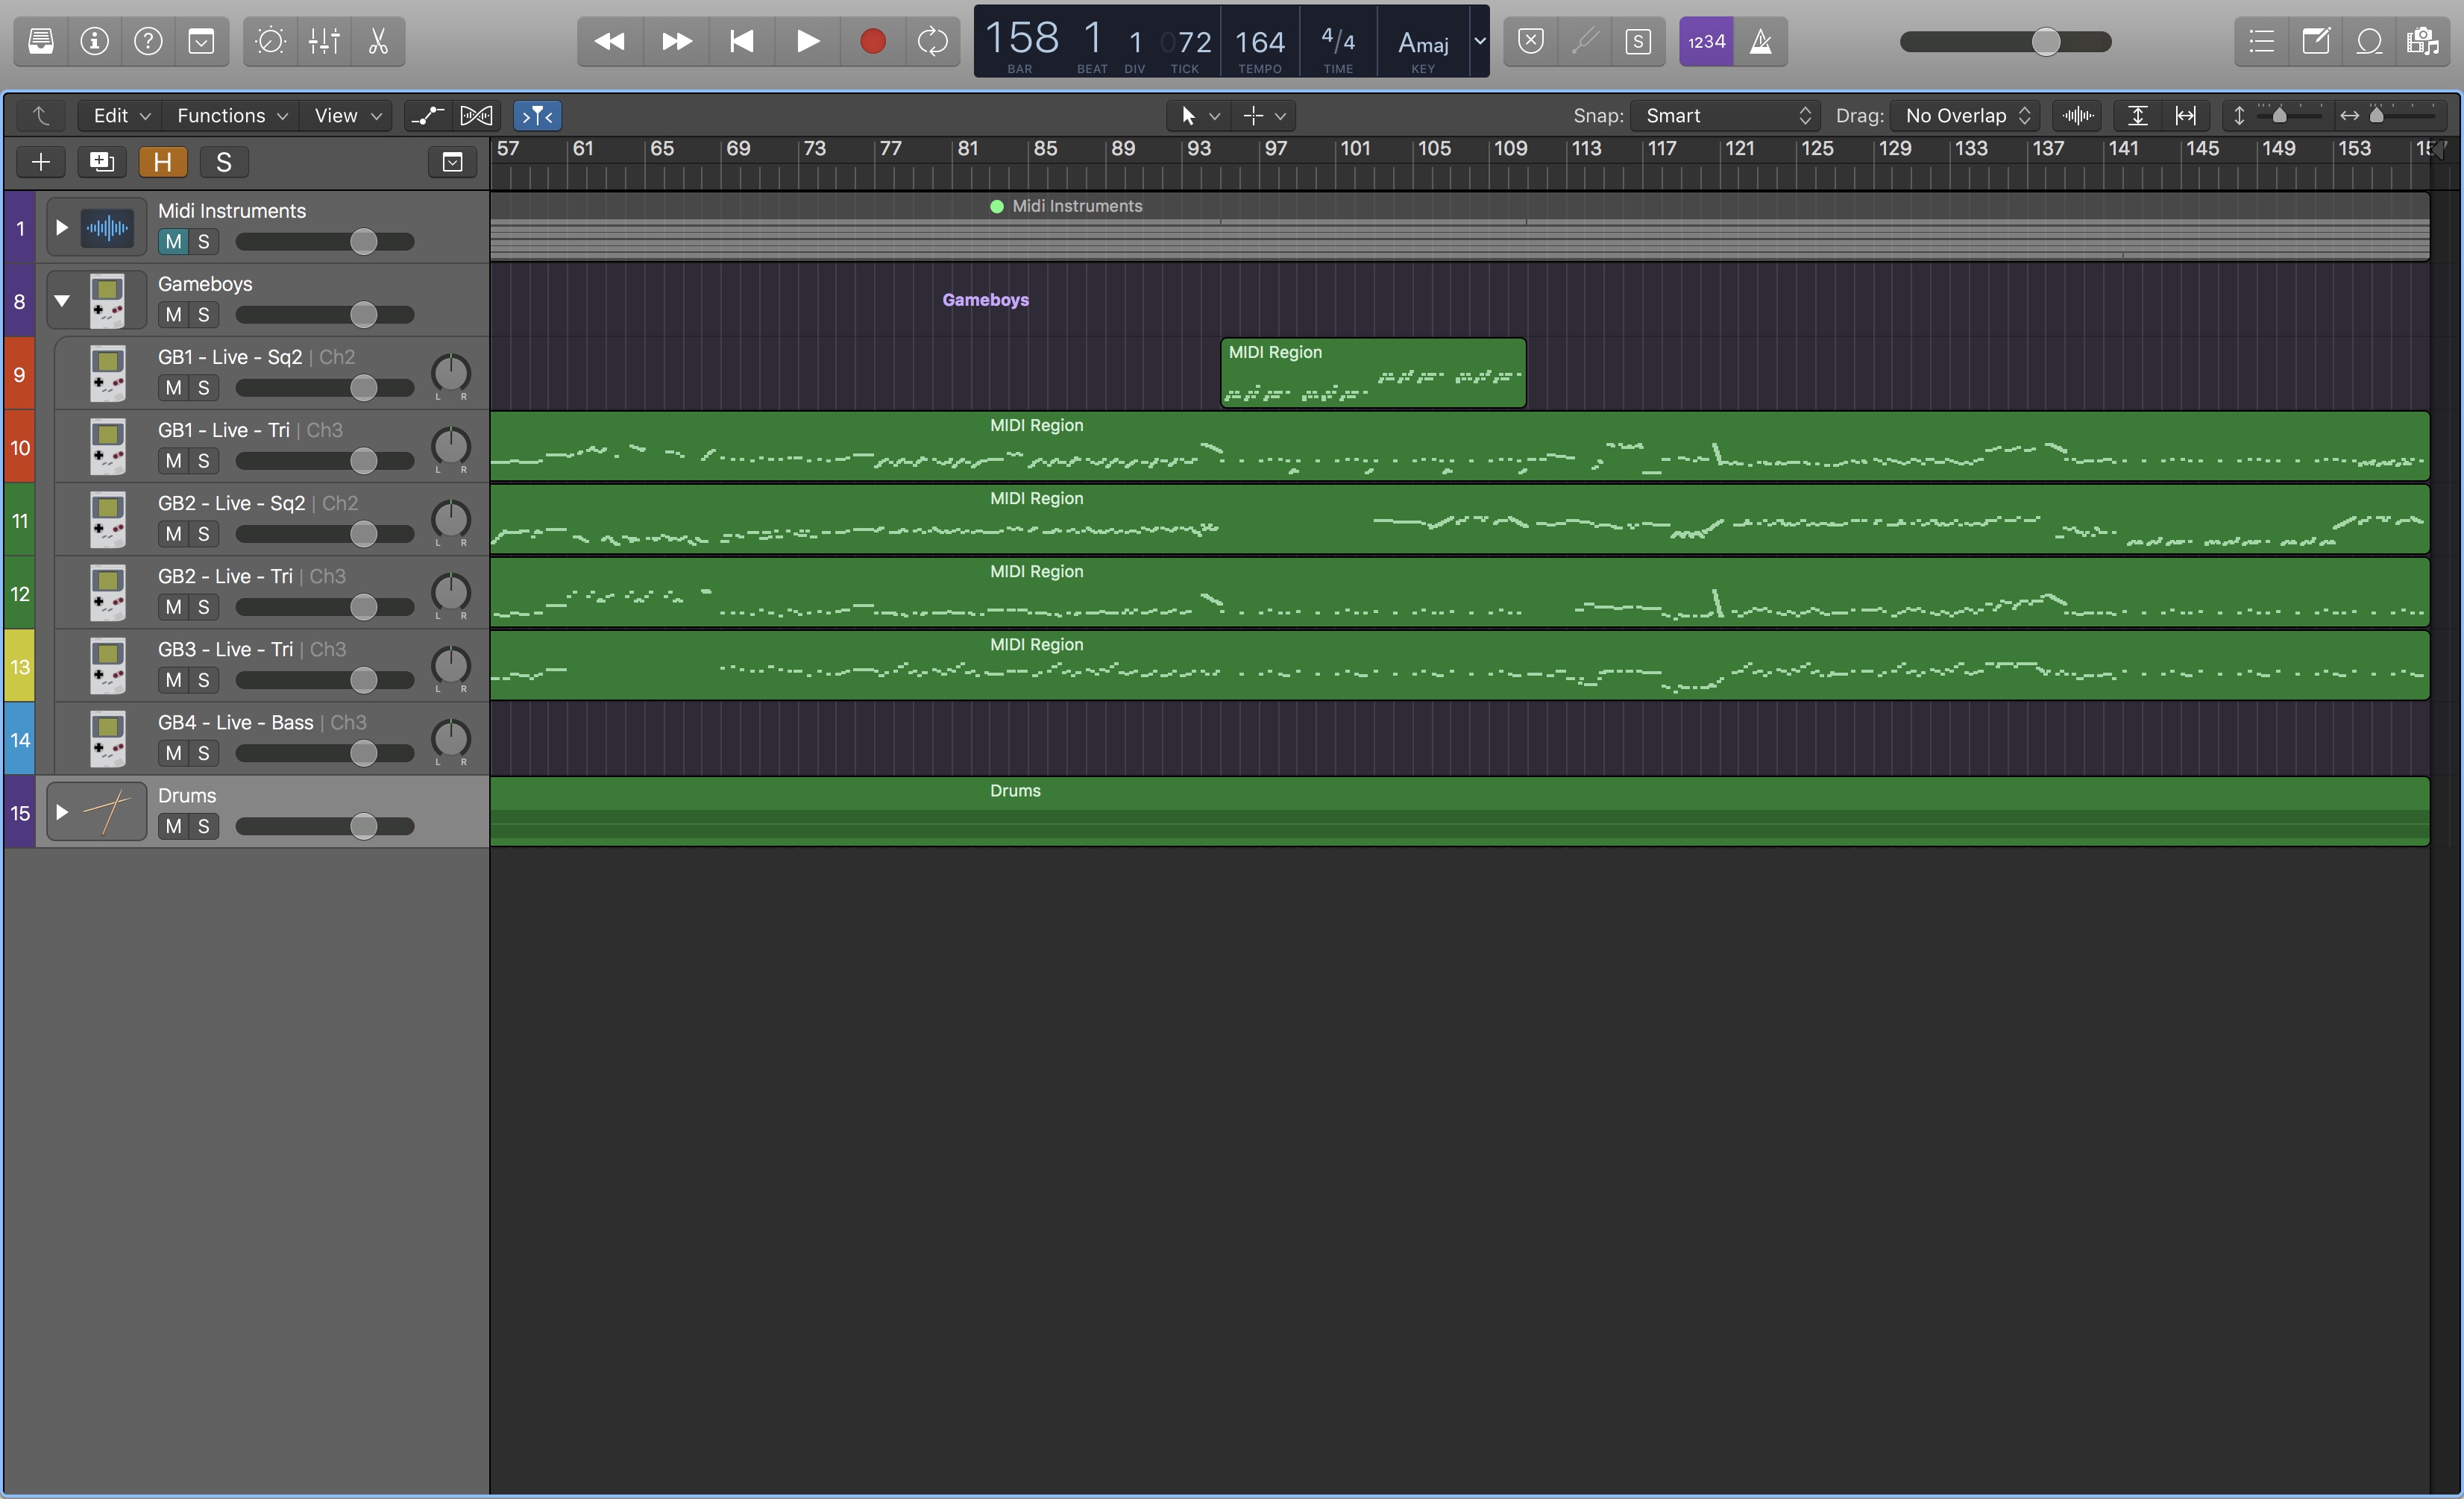 158 1 1 072 164 4/4 Amaj
BAR BEAT DIV TICK TEMPO TIME KEY
S
1234
Edit Functions View
Snap: Smart Drag: No Overlap
H S
57 61 65 69 73 77 81 85 89 93 97 101 105 109 113 117 121 125 129 133 137 141 145 149 153
1 Midi Instruments
M S
Midi Instruments
8 Gameboys
M S
Gameboys
9 GB1 - Live - Sq2 | Ch2
M S
L R
MIDI Region
10 GB1 - Live - Tri | Ch3
M S
L R
MIDI Region
11 GB2 - Live - Sq2 | Ch2
M S
L R
MIDI Region
12 GB2 - Live - Tri | Ch3
M S
L R
MIDI Region
13 GB3 - Live - Tri | Ch3
M S
L R
MIDI Region
14 GB4 - Live - Bass | Ch3
M S
L R
15 Drums
M S
Drums